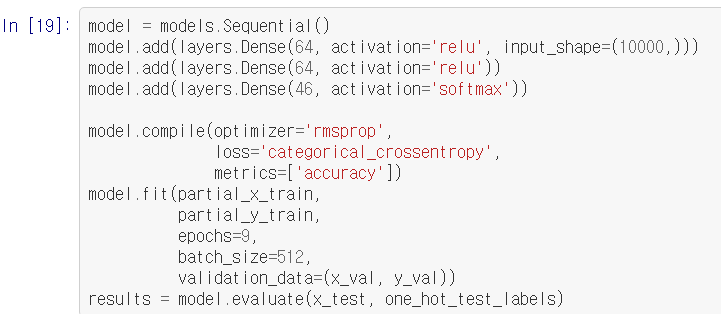 In [19]: model = models.Sequential()
model.add(layers.Dense(64, activation='relu', input_shape=(10000,)))
model.add(layers.Dense(64, activation='relu'))
model.add(layers.Dense(46, activation='softmax'))

model.compile(optimizer='rmsprop',
              loss='categorical_crossentropy',
              metrics=['accuracy'])
model.fit(partial_x_train,
          partial_y_train,
          epochs=9,
          batch_size=512,
          validation_data=(x_val, y_val))
results = model.evaluate(x_test, one_hot_test_labels)